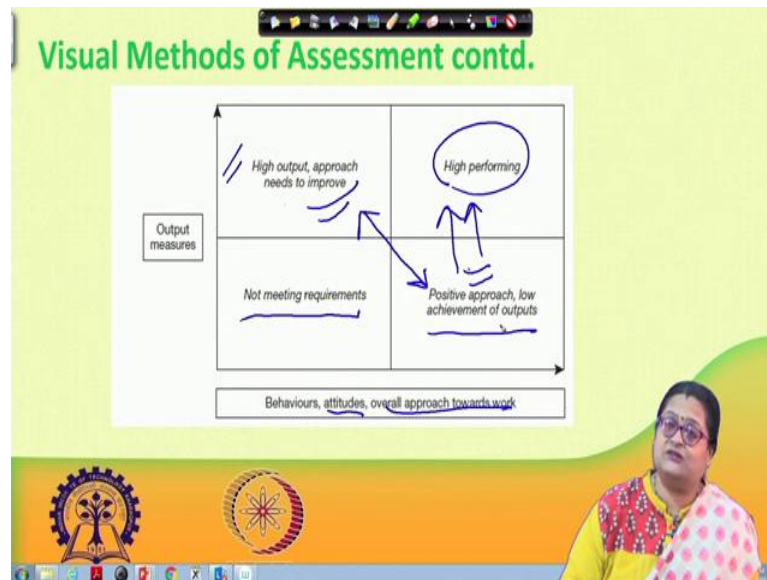 Visual Methods of Assessment contd.
High output, approach
needs to improve
High performing
Output
measures
Not meeting requirements
Positive approach, low
achievement of outputs
Behaviours, attitudes, overall approach towards work